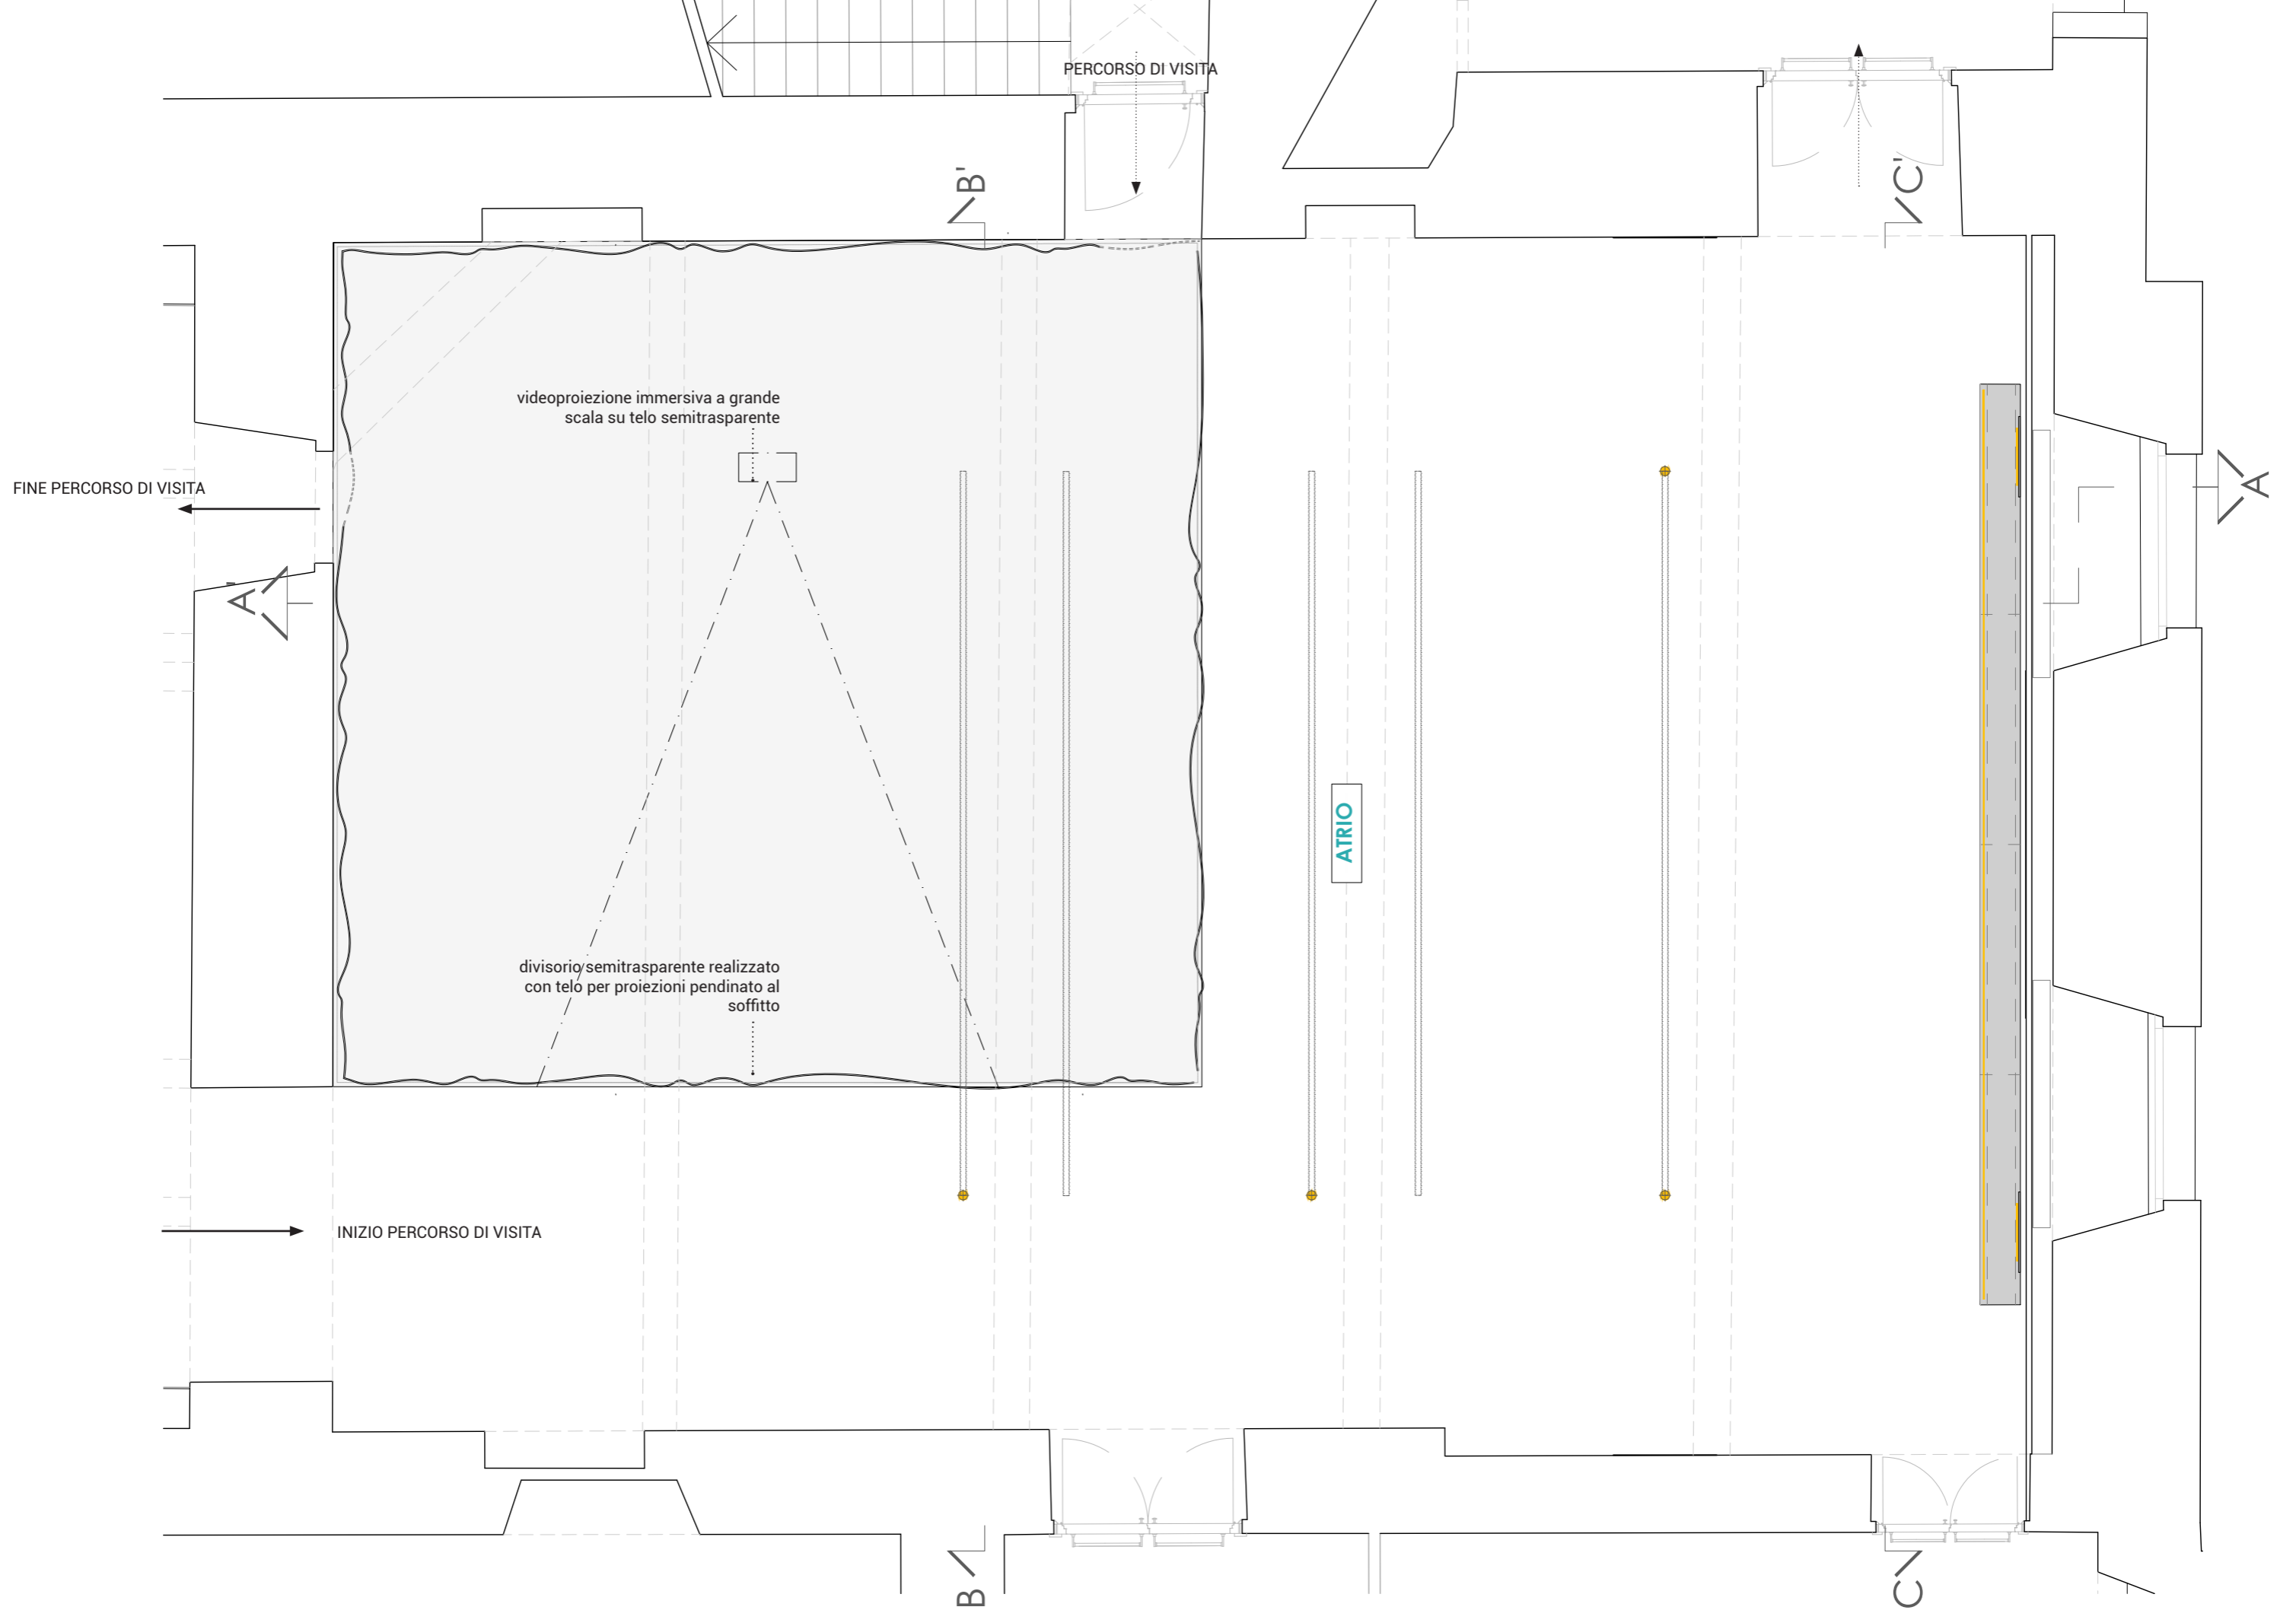 PERCORSO DI VISITA
B'
C'
videoproiezione immersiva a grande
scala su telo semitrasparente
FINE PERCORSO DI VISITA
A
A'
ATRIO
divisorio semitrasparente realizzato
con telo per proiezioni pendinato al
soffitto
INIZIO PERCORSO DI VISITA
B
C